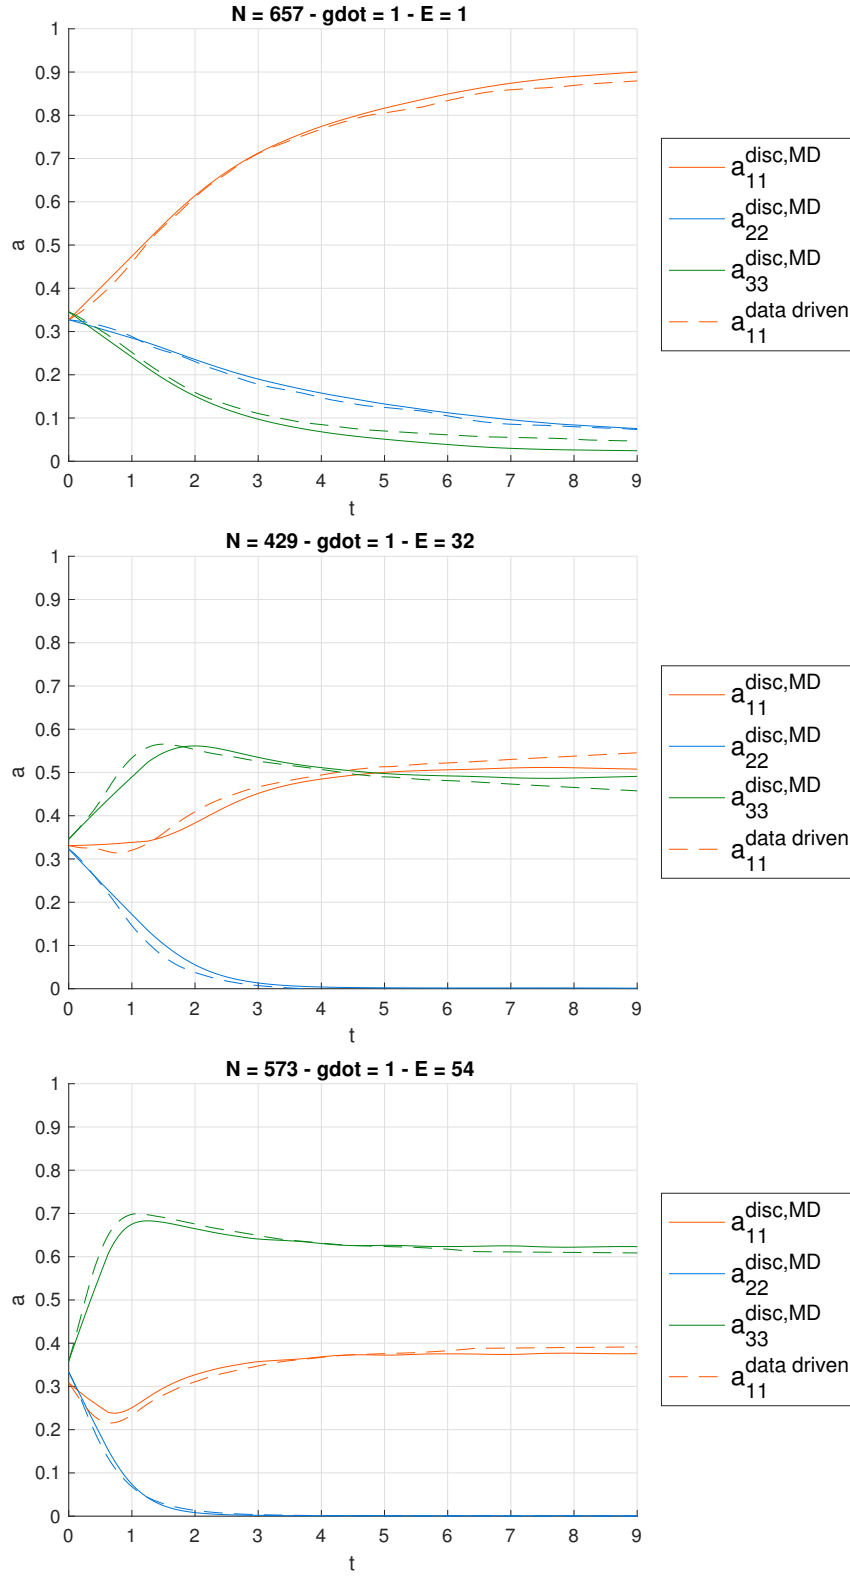 N = 657 - gdot = 1 - E = 1
1
0.9
0.8
0.7
0.6
0.5
0.4
0.3
0.2
0.1
0
a
0 1 2 3 4 5 6 7 8 9
t
a11disc,MD
a22disc,MD
a33disc,MD
a11data driven
N = 429 - gdot = 1 - E = 32
1
0.9
0.8
0.7
0.6
0.5
0.4
0.3
0.2
0.1
0
a
0 1 2 3 4 5 6 7 8 9
t
a11disc,MD
a22disc,MD
a33disc,MD
a11data driven
N = 573 - gdot = 1 - E = 54
1
0.9
0.8
0.7
0.6
0.5
0.4
0.3
0.2
0.1
0
a
0 1 2 3 4 5 6 7 8 9
t
a11disc,MD
a22disc,MD
a33disc,MD
a11data driven